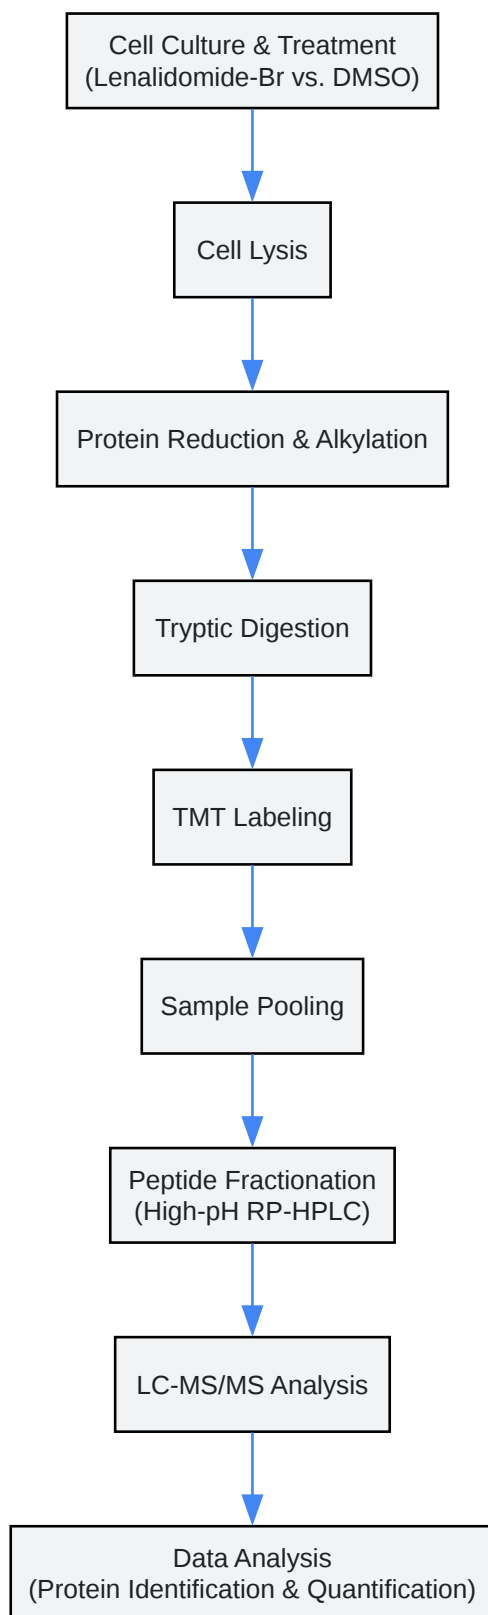 Cell Culture & Treatment
(Lenalidomide-Br vs. DMSO)
Cell Lysis
Protein Reduction & Alkylation
Tryptic Digestion
TMT Labeling
Sample Pooling
Peptide Fractionation
(High-pH RP-HPLC)
LC-MS/MS Analysis
Data Analysis
(Protein Identification & Quantification)